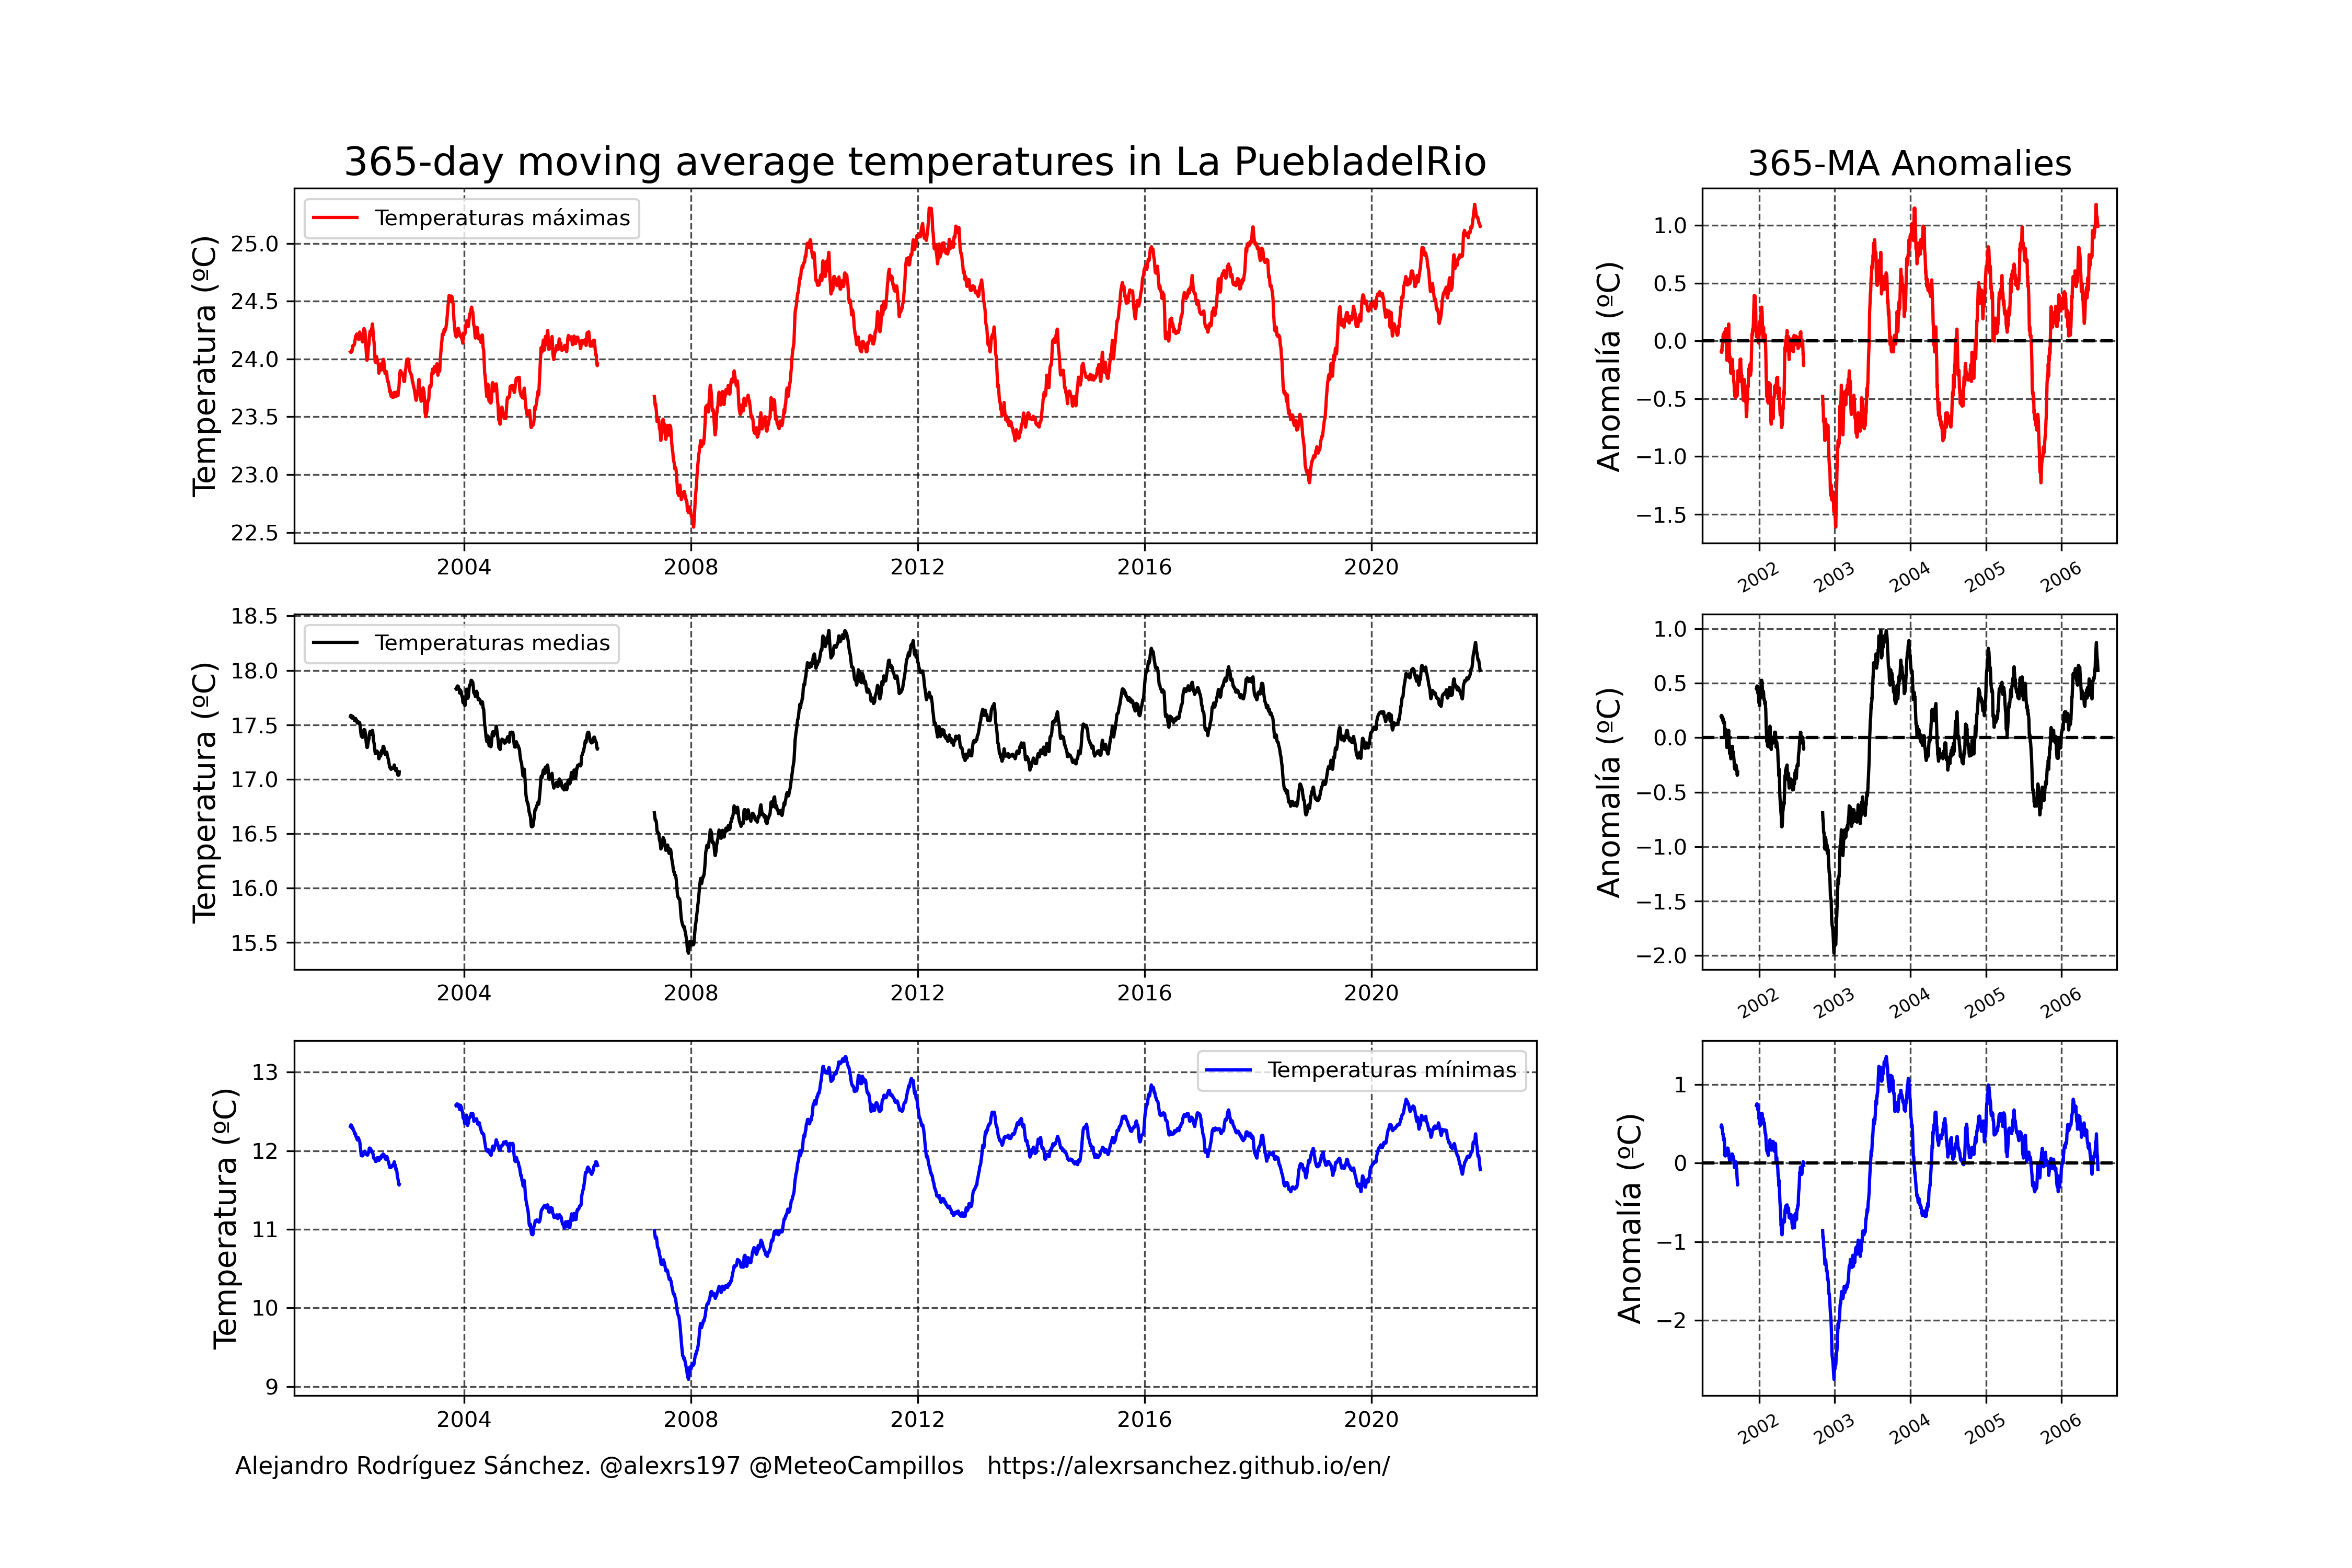 365-day moving average temperatures in La PuebladelRio
365-MA Anomalies
Temperaturas máximas
Temperatura (ºC)
25.0
24.5
24.0
23.5
23.0
22.5
2004 2008 2012 2016 2020
Anomalía (ºC)
1.0
0.5
0.0
−0.5
−1.0
−1.5
2002 2003 2004 2005 2006
Temperaturas medias
Temperatura (ºC)
18.5
18.0
17.5
17.0
16.5
16.0
15.5
2004 2008 2012 2016 2020
Anomalía (ºC)
1.0
0.5
0.0
−0.5
−1.0
−1.5
−2.0
2002 2003 2004 2005 2006
Temperaturas mínimas
Temperatura (ºC)
13
12
11
10
9
2004 2008 2012 2016 2020
Anomalía (ºC)
1
0
−1
−2
2002 2003 2004 2005 2006
Alejandro Rodríguez Sánchez. @alexrs197 @MeteoCampillos https://alexrsanchez.github.io/en/